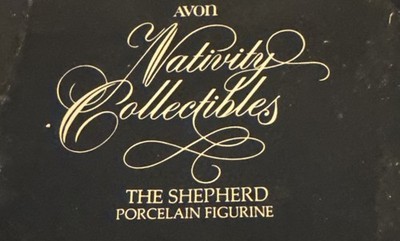 AVON
Nativity
Collectibles
THE SHEPHERD
PORCELAIN FIGURINE